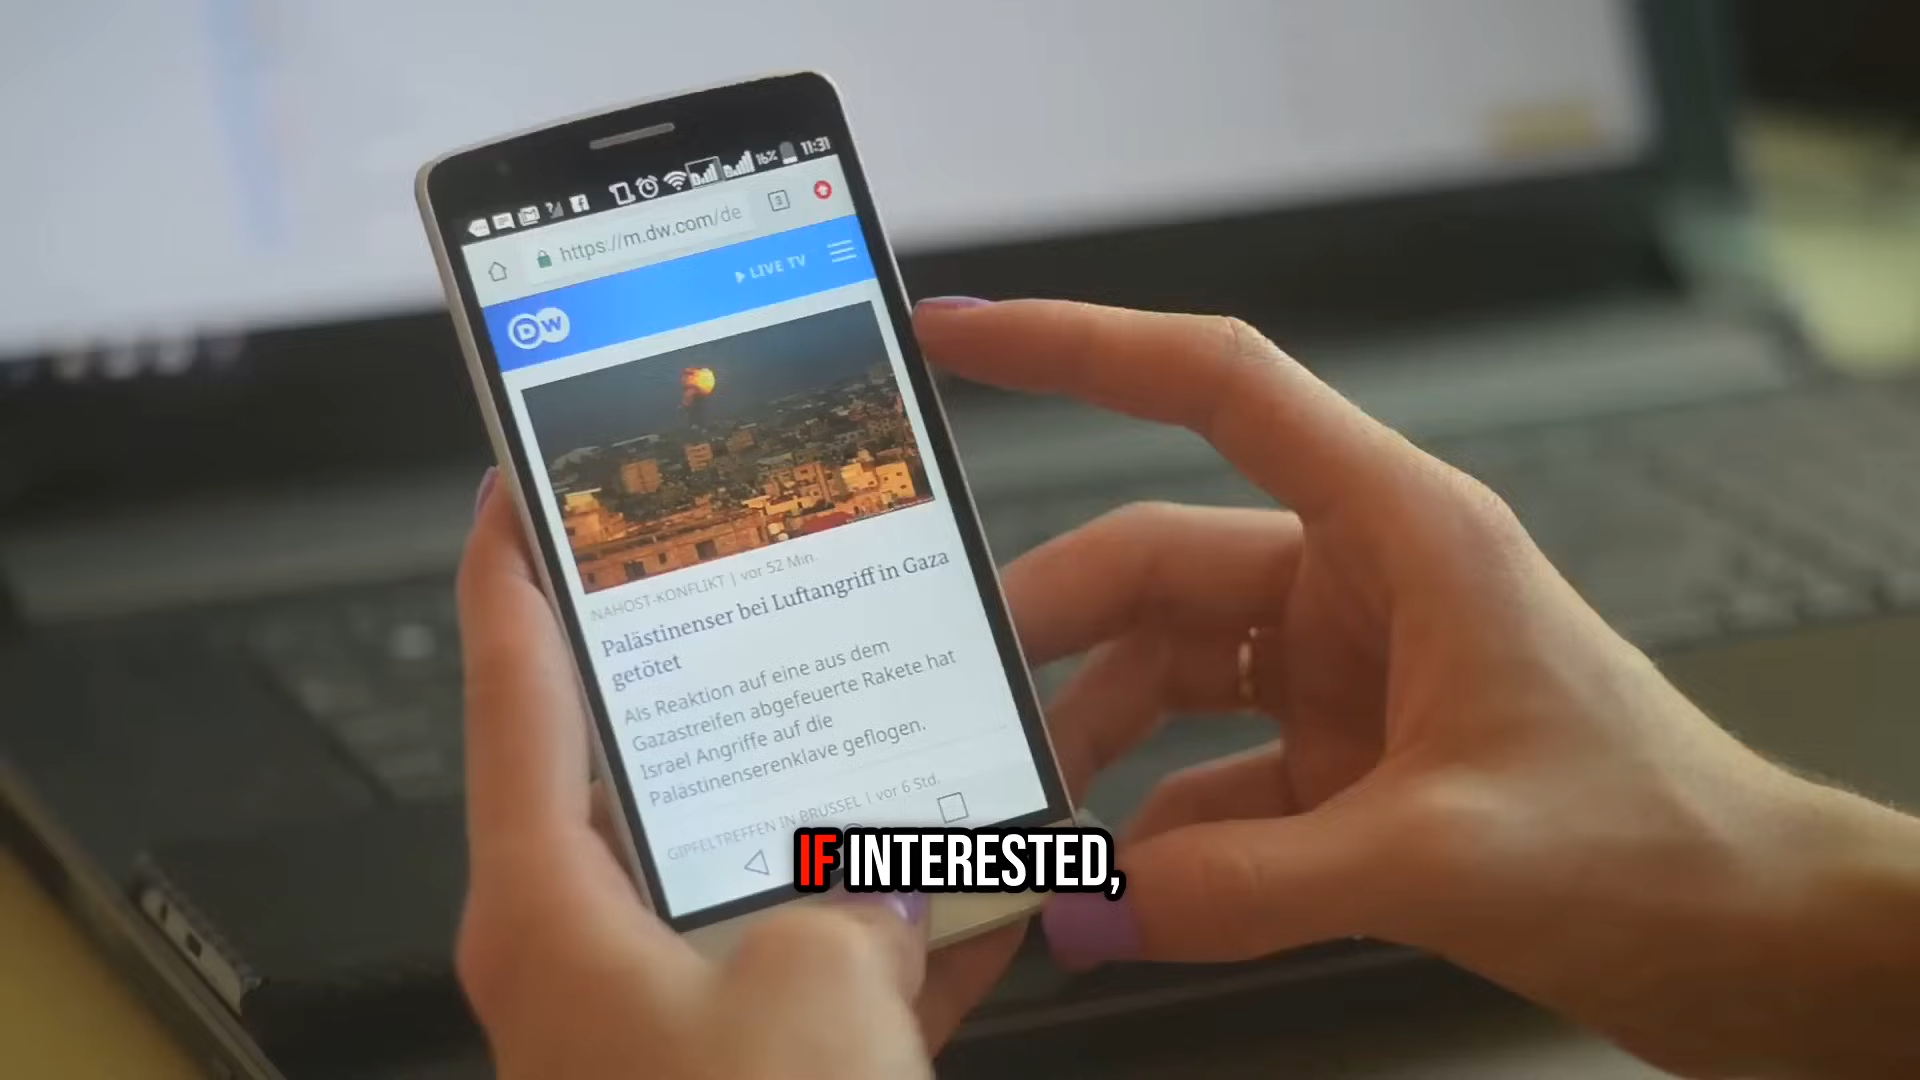 16% 11:31
https://m.dw.com/de 3
LIVE TV
DW
NAHOST-KONFLIKT | vor 52 Min.
Palästinenser bei Luftangriff in Gaza
getötet
Als Reaktion auf eine aus dem
Gazastreifen abgefeuerte Rakete hat
Israel Angriffe auf die
Palästinenserenklave geflogen.
GIPFELTREFFEN IN BRÜSSEL | vor 6 Std.
IF INTERESTED,